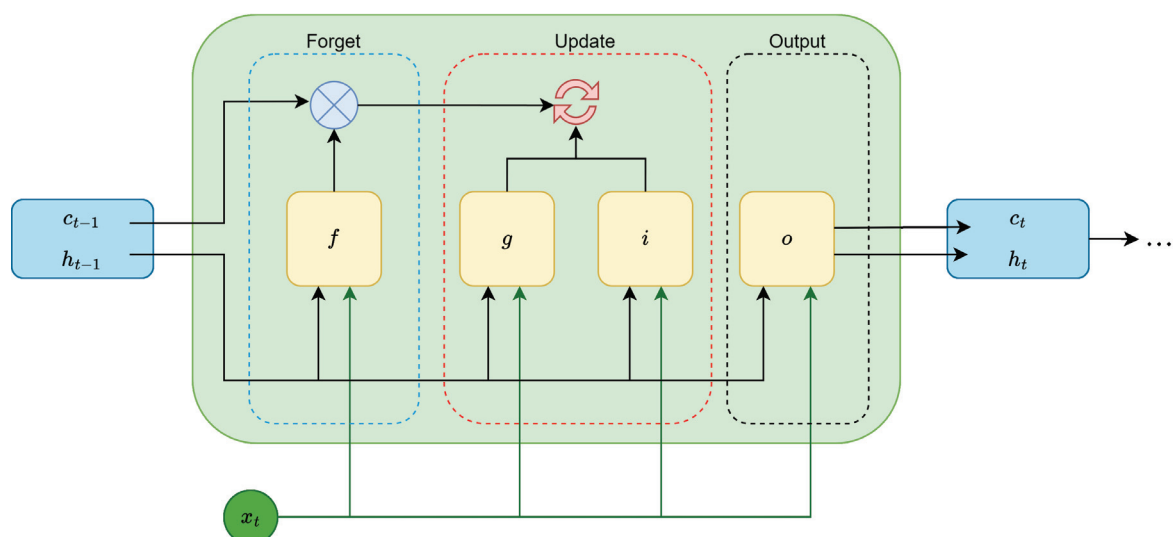 Forget
Update
Output
c_{t-1}
h_{t-1}
f
g
i
o
c_t
h_t
...
x_t